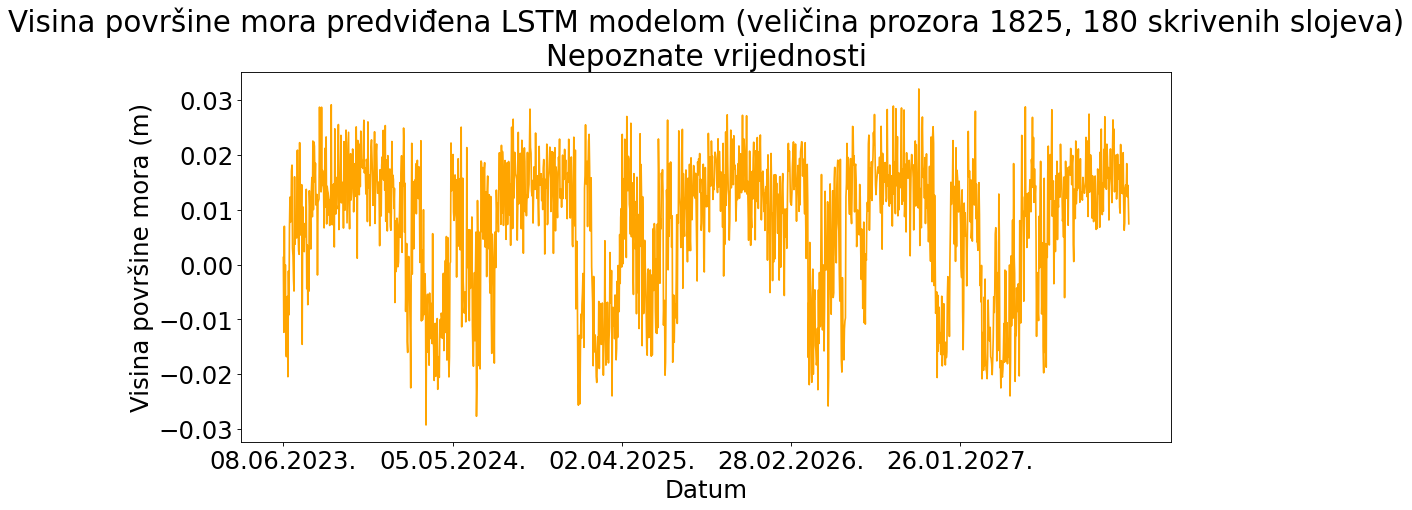 Visina površine mora predviđena LSTM modelom (veličina prozora 1825, 180 skrivenih slojeva)
Nepoznate vrijednosti
Visina površine mora (m)
0.03
0.02
0.01
0.00
−0.01
−0.02
−0.03
08.06.2023. 05.05.2024. 02.04.2025. 28.02.2026. 26.01.2027.
Datum